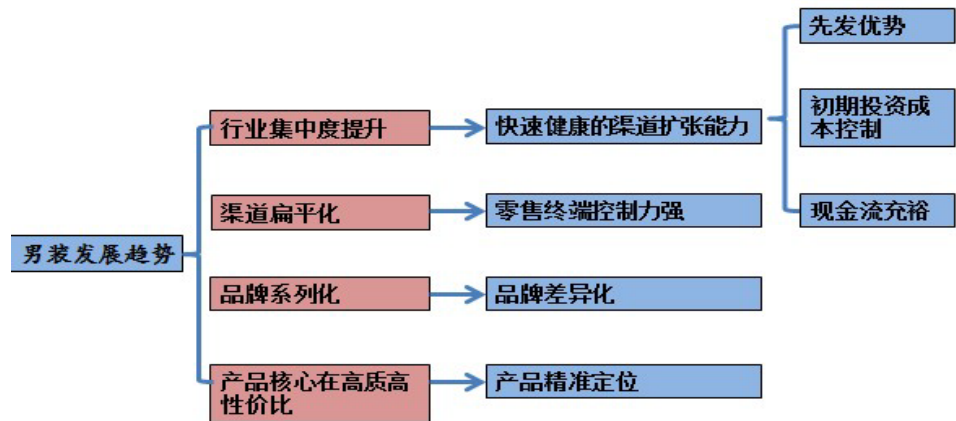 男装发展趋势
行业集中度提升
快速健康的渠道扩张能力
先发优势
初期投资成
本控制
现金流充裕
渠道扁平化
零售终端控制力强
品牌系列化
品牌差异化
产品核心在高质高
性价比
产品精准定位